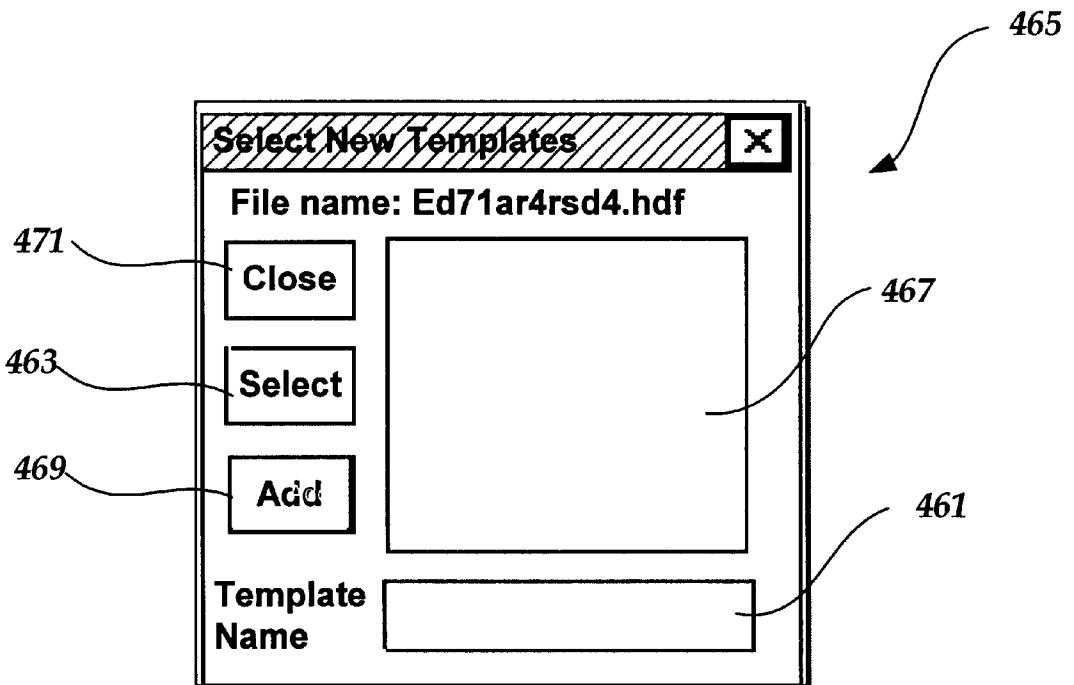 465
Select New Templates X
File name: Ed71ar4rsd4.hdf
471
Close
467
463
Select
469
Add
461
Template
Name